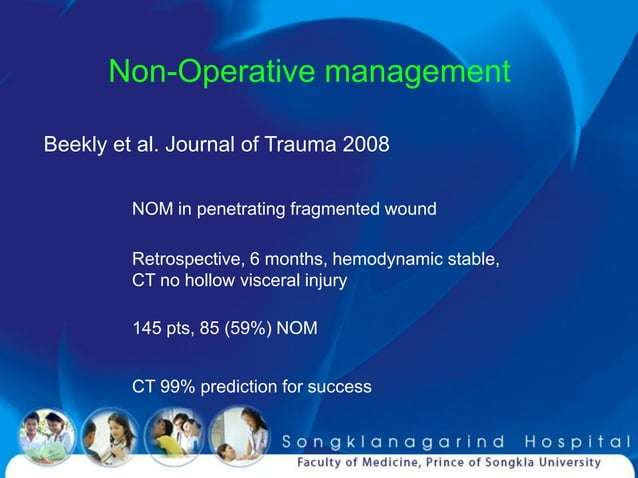 Non-Operative management
Beekly et al. Journal of Trauma 2008
NOM in penetrating fragmented wound
Retrospective, 6 months, hemodynamic stable,
CT no hollow visceral injury
145 pts, 85 (59%) NOM
CT 99% prediction for success
Songklanagarind Hospital
Faculty of Medicine, Prince of Songkla University